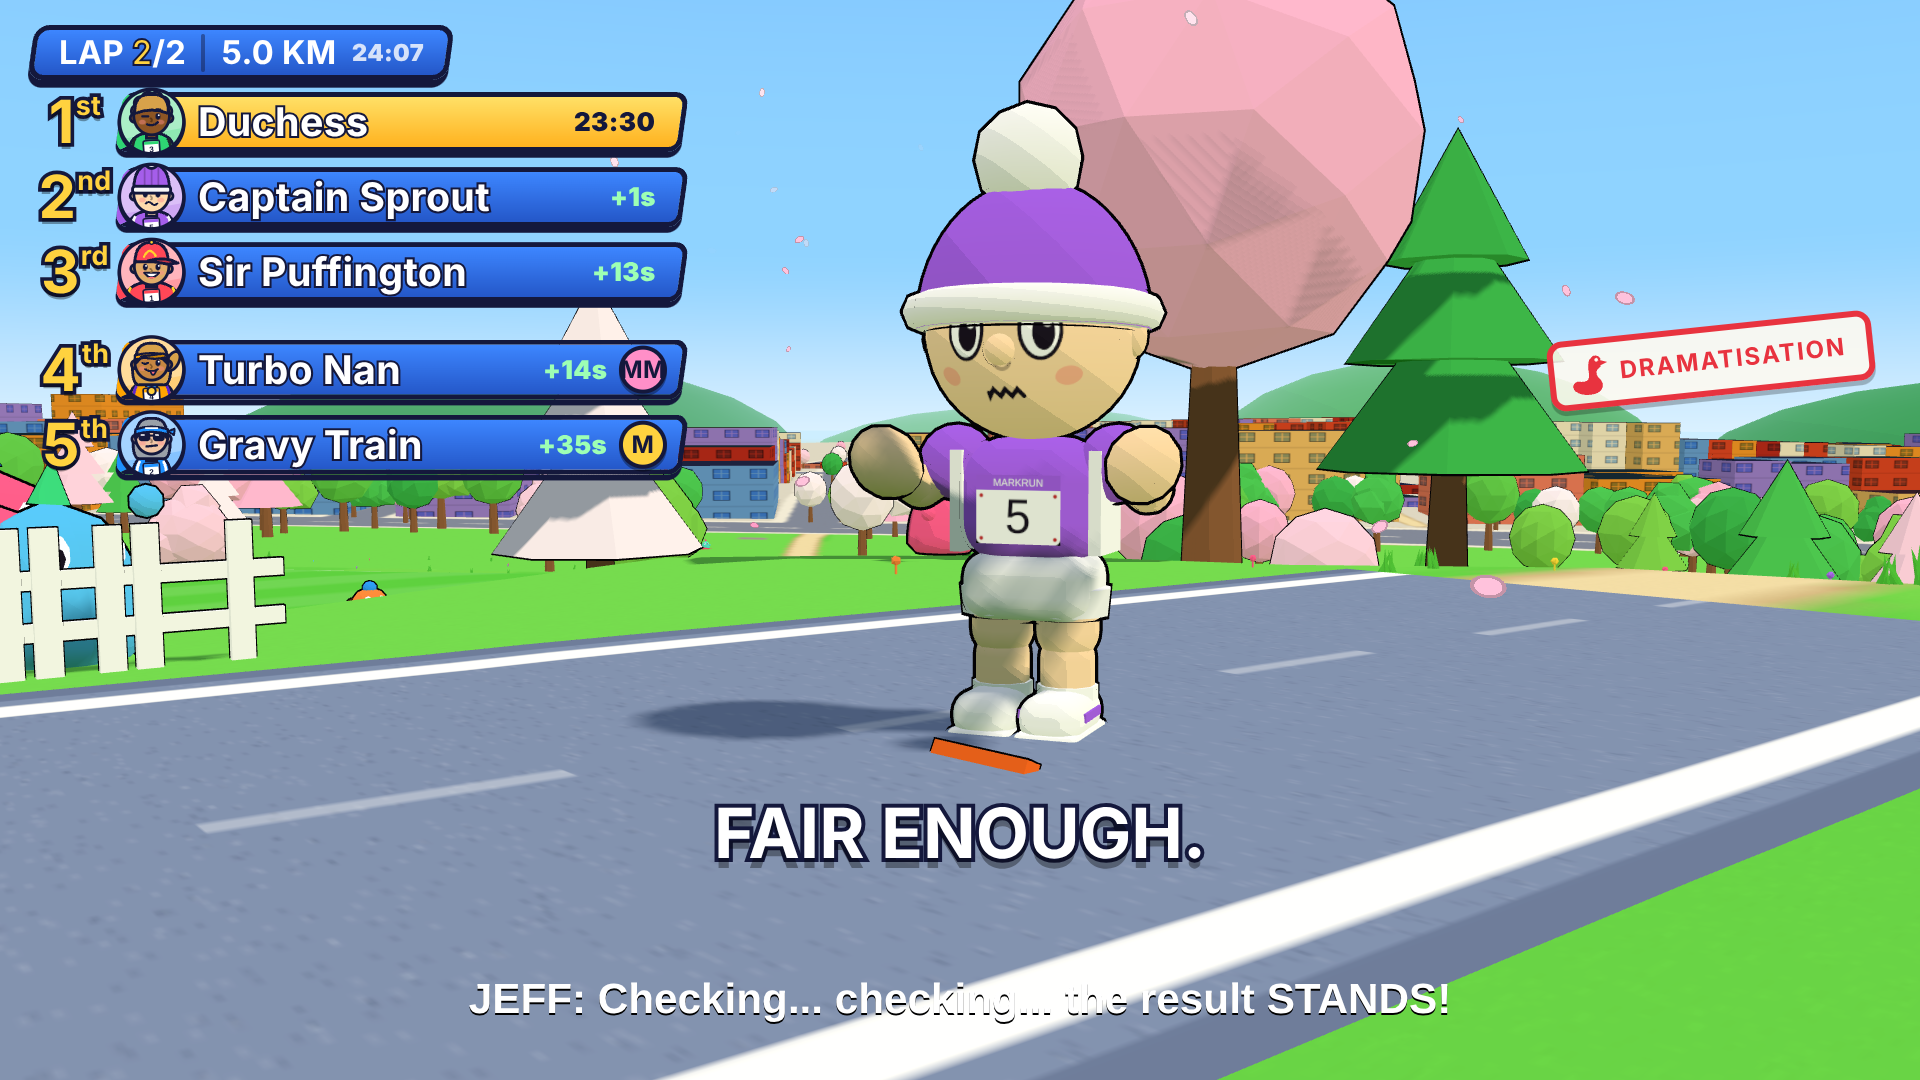 LAP 2/2 5.0 KM 24:07
1st Duchess 23:30
2nd Captain Sprout +1s
3rd Sir Puffington +13s
4th Turbo Nan +14s MM
5th Gravy Train +35s M
DRAMATISATION
MARKRUN
5
FAIR ENOUGH.
JEFF: Checking... checking... the result STANDS!